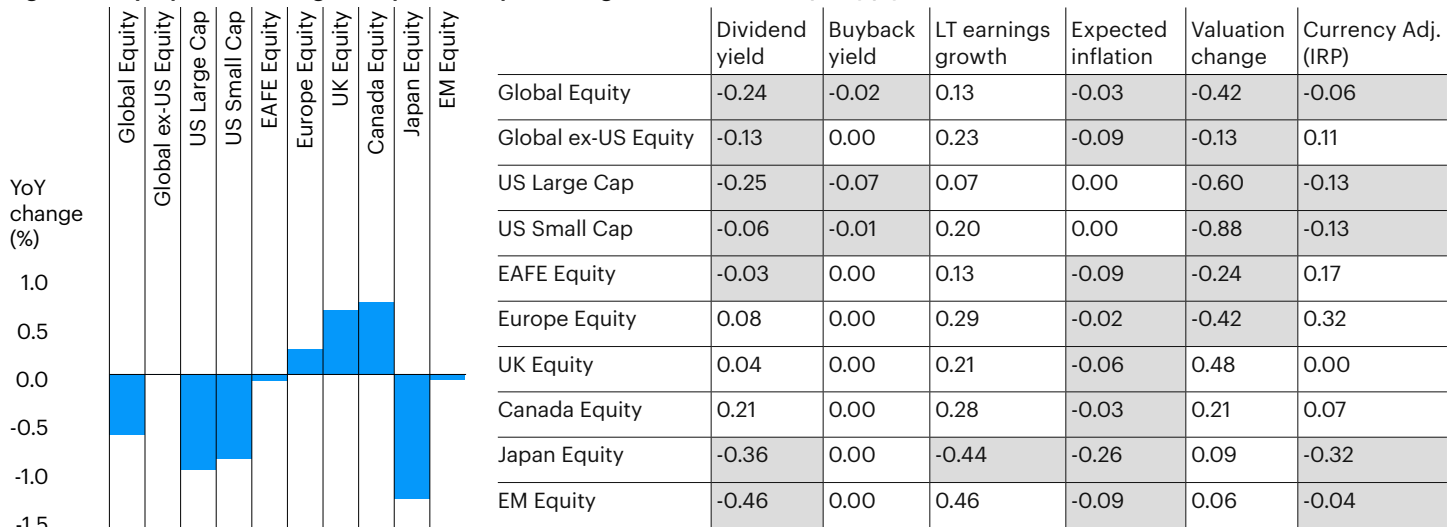 Global Equity
Global ex-US Equity
US Large Cap
US Small Cap
EAFE Equity
Europe Equity
UK Equity
Canada Equity
Japan Equity
EM Equity
YoY
change
(%)
1.0
0.5
0.0
-0.5
-1.0
-1.5
Dividend yield Buyback yield LT earnings growth Expected inflation Valuation change Currency Adj. (IRP)
Global Equity -0.24 -0.02 0.13 -0.03 -0.42 -0.06
Global ex-US Equity -0.13 0.00 0.23 -0.09 -0.13 0.11
US Large Cap -0.25 -0.07 0.07 0.00 -0.60 -0.13
US Small Cap -0.06 -0.01 0.20 0.00 -0.88 -0.13
EAFE Equity -0.03 0.00 0.13 -0.09 -0.24 0.17
Europe Equity 0.08 0.00 0.29 -0.02 -0.42 0.32
UK Equity 0.04 0.00 0.21 -0.06 0.48 0.00
Canada Equity 0.21 0.00 0.28 -0.03 0.21 0.07
Japan Equity -0.36 0.00 -0.44 -0.26 0.09 -0.32
EM Equity -0.46 0.00 0.46 -0.09 0.06 -0.04